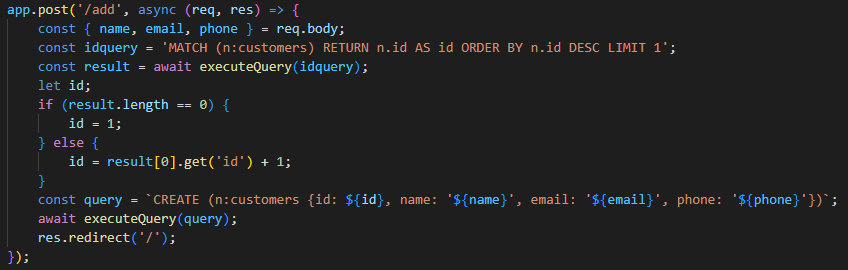 app.post('/add', async (req, res) => {
    const { name, email, phone } = req.body;
    const idquery = 'MATCH (n:customers) RETURN n.id AS id ORDER BY n.id DESC LIMIT 1';
    const result = await executeQuery(idquery);
    let id;
    if (result.length == 0) {
        id = 1;
    } else {
        id = result[0].get('id') + 1;
    }
    const query = `CREATE (n:customers {id: ${id}, name: '${name}', email: '${email}', phone: '${phone}'})`;
    await executeQuery(query);
    res.redirect('/');
});